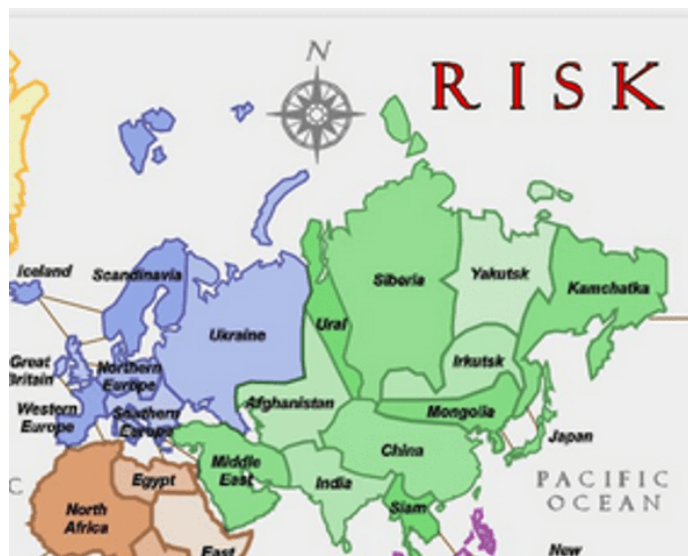 N
RISK
Iceland
Scandinavia
Siberia
Yakutsk
Kamchatka
Ukraine
Ural
Great
Britain
Northern
Europe
Irkutsk
Western
Europe
Southern
Europe
Afghanistan
Mongolia
Japan
China
Middle
East
India
Egypt
PACIFIC
OCEAN
C
North
Africa
Siam
East
New